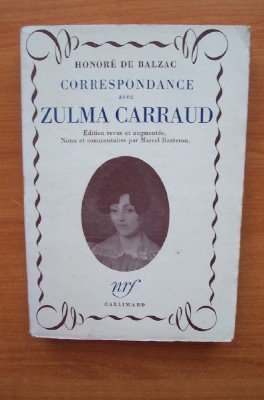 HONORÉ DE BALZAC
CORRESPONDANCE
avec
ZULMA CARRAUD
Édition revue et augmentée.
Notes et commentaires par Marcel Bouteron.
nrf
GALLIMARD